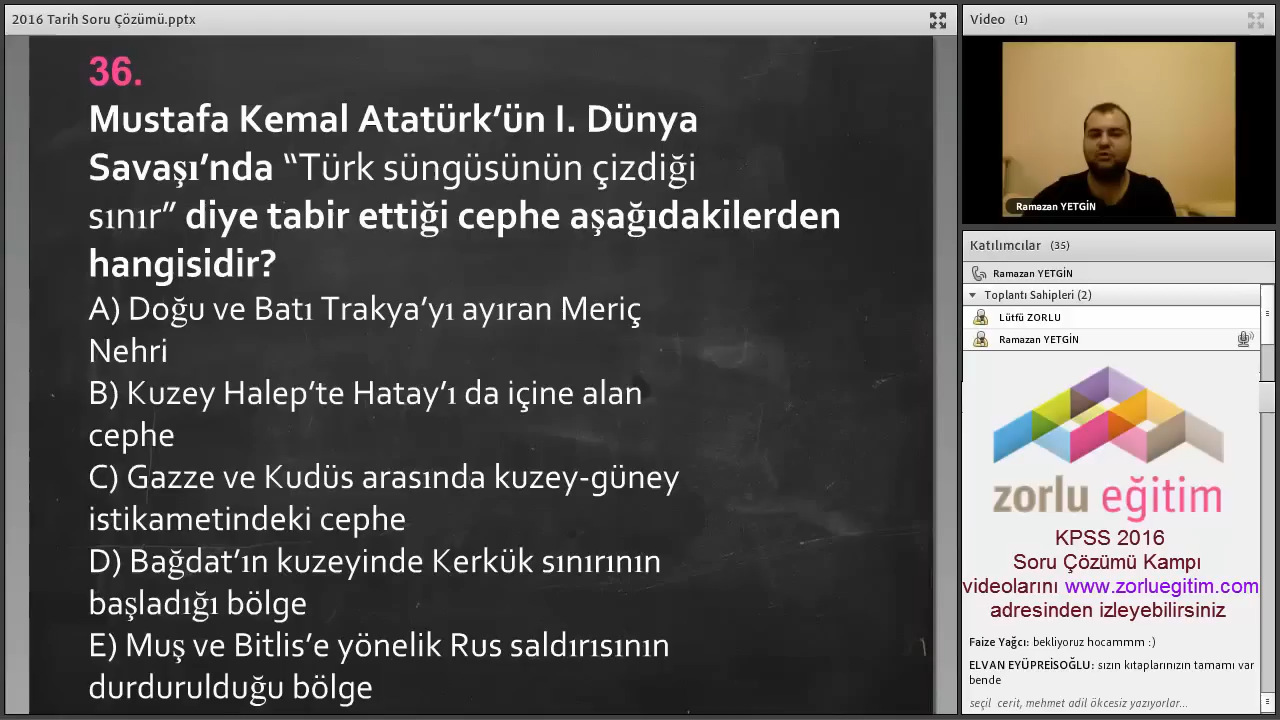 2016 Tarih Soru Çözümü.pptx
36.
Mustafa Kemal Atatürk’ün I. Dünya
Savaşı’nda “Türk süngüsünün çizdiği
sınır” diye tabir ettiği cephe aşağıdakilerden
hangisidir?
A) Doğu ve Batı Trakya’yı ayıran Meriç
Nehri
B) Kuzey Halep’te Hatay’ı da içine alan
cephe
C) Gazze ve Kudüs arasında kuzey-güney
istikametindeki cephe
D) Bağdat’ın kuzeyinde Kerkük sınırının
başladığı bölge
E) Muş ve Bitlis’e yönelik Rus saldırısının
durdurulduğu bölge
Video (1)
Ramazan YETGİN
Katılımcılar (35)
Ramazan YETGİN
Toplantı Sahipleri (2)
Lütfü ZORLU
Ramazan YETGİN
zorlu eğitim
KPSS 2016
Soru Çözümü Kampı
videolarını www.zorluegitim.com
adresinden izleyebilirsiniz
Faize Yağcı: bekliyoruz hocammm :)
ELVAN EYÜPREİSOĞLU: sızın kıtaplarınızın tamamı var
bende
seçil cerit, mehmet adil ökcesiz yazıyorlar...